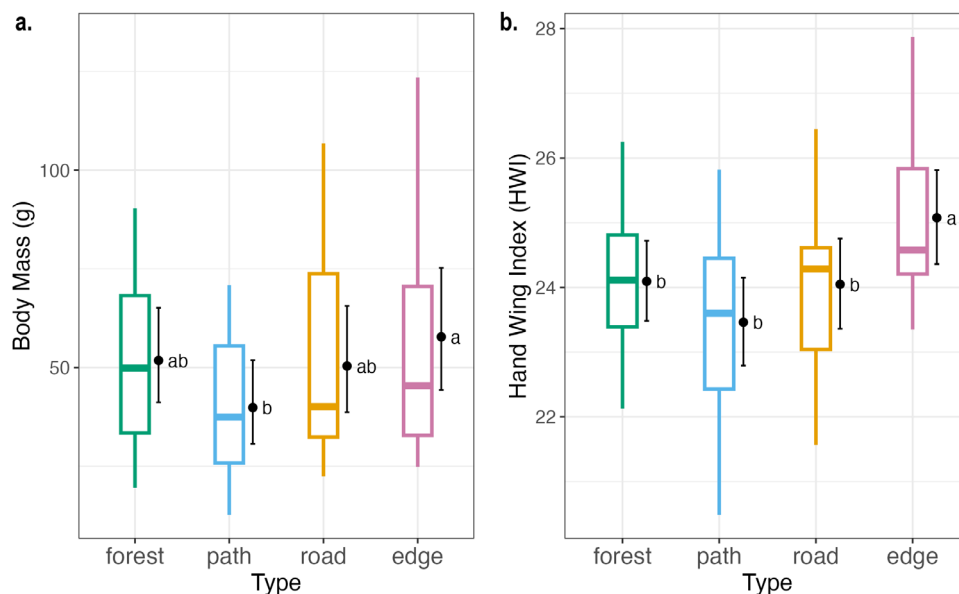 a.
Body Mass (g)
100
50
ab
b
ab
a
forest path road edge
Type
b.
Hand Wing Index (HWI)
28
26
24
22
b
b
b
a
forest path road edge
Type